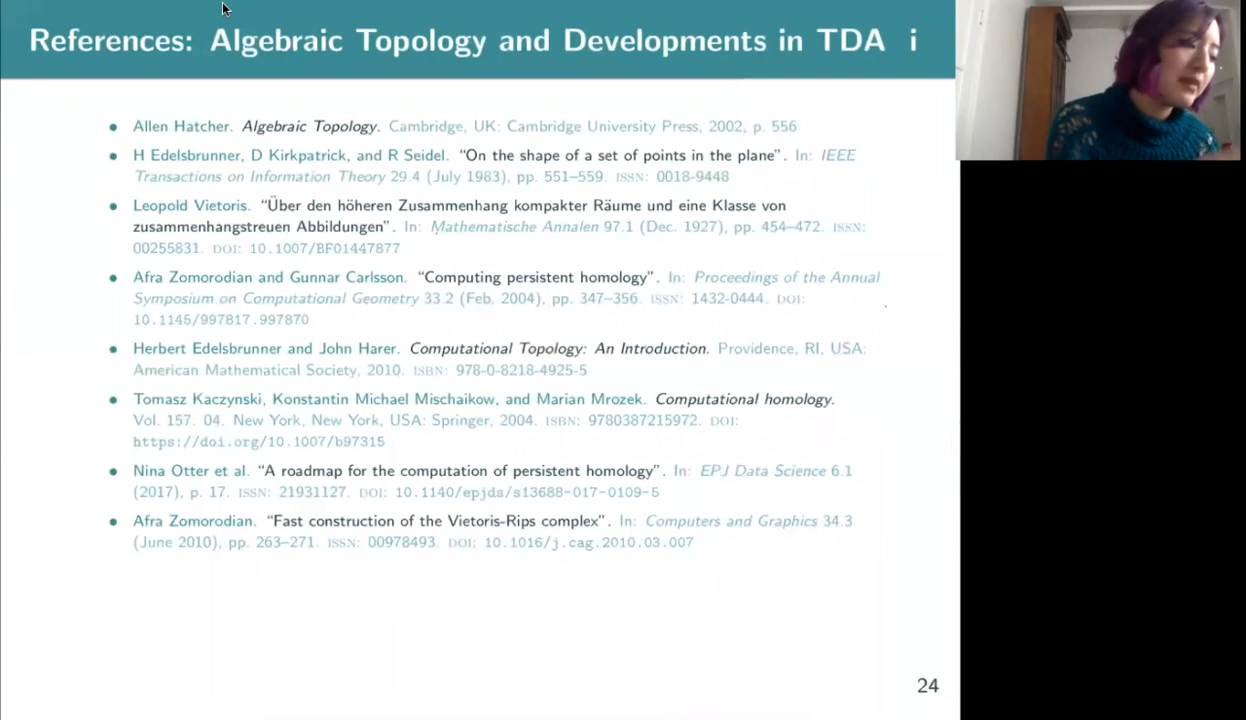 References: Algebraic Topology and Developments in TDA i
• Allen Hatcher. Algebraic Topology. Cambridge, UK: Cambridge University Press, 2002, p. 556
• H Edelsbrunner, D Kirkpatrick, and R Seidel. “On the shape of a set of points in the plane”. In: IEEE
Transactions on Information Theory 29.4 (July 1983), pp. 551–559. ISSN: 0018-9448
• Leopold Vietoris. “Über den höheren Zusammenhang kompakter Räume und eine Klasse von
zusammenhangstreuen Abbildungen”. In: Mathematische Annalen 97.1 (Dec. 1927), pp. 454–472. ISSN:
00255831. DOI: 10.1007/BF01447877
• Afra Zomorodian and Gunnar Carlsson. “Computing persistent homology”. In: Proceedings of the Annual
Symposium on Computational Geometry 33.2 (Feb. 2004), pp. 347–356. ISSN: 1432-0444. DOI:
10.1145/997817.997870
• Herbert Edelsbrunner and John Harer. Computational Topology: An Introduction. Providence, RI, USA:
American Mathematical Society, 2010. ISBN: 978-0-8218-4925-5
• Tomasz Kaczynski, Konstantin Michael Mischaikow, and Marian Mrozek. Computational homology.
Vol. 157. 04. New York, New York, USA: Springer, 2004. ISBN: 9780387215972. DOI:
https://doi.org/10.1007/b97315
• Nina Otter et al. “A roadmap for the computation of persistent homology”. In: EPJ Data Science 6.1
(2017), p. 17. ISSN: 21931127. DOI: 10.1140/epjds/s13688-017-0109-5
• Afra Zomorodian. “Fast construction of the Vietoris-Rips complex”. In: Computers and Graphics 34.3
(June 2010), pp. 263–271. ISSN: 00978493. DOI: 10.1016/j.cag.2010.03.007
24